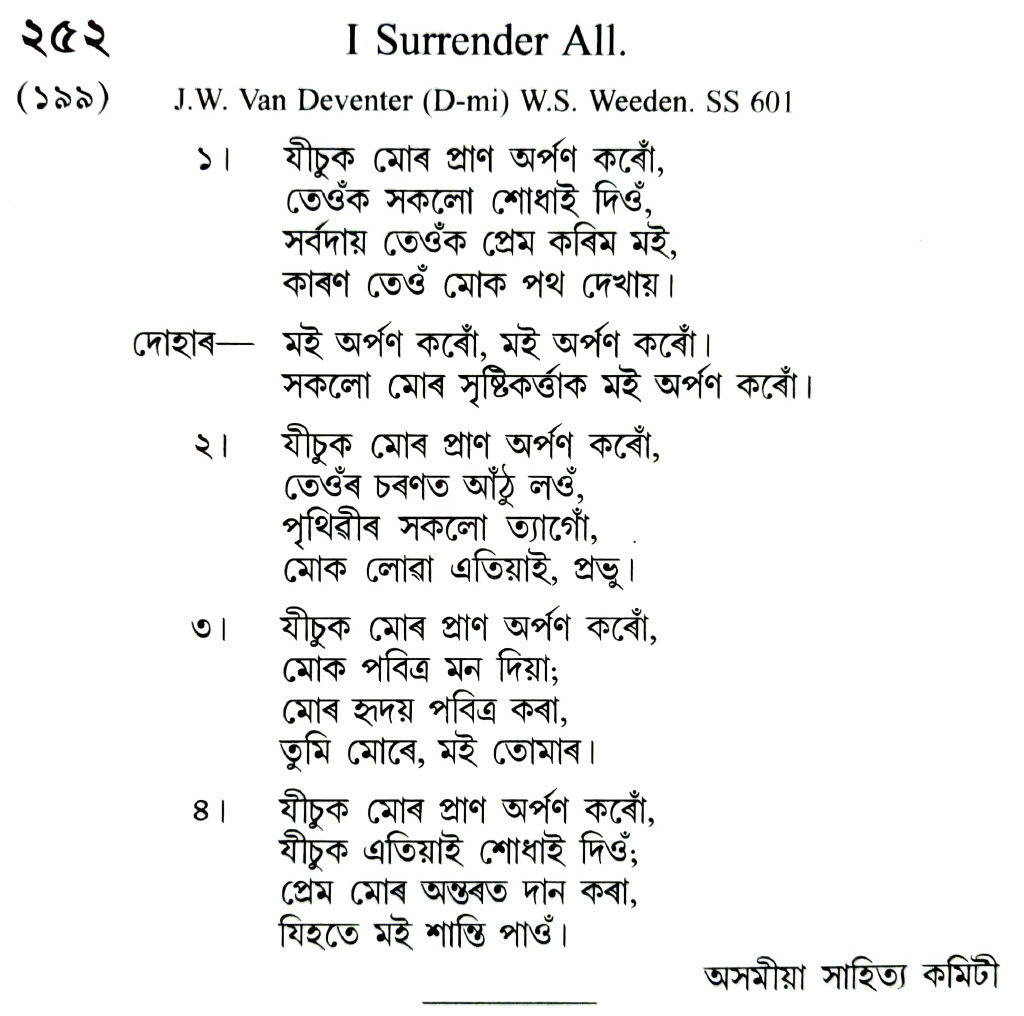 ২৫২ I Surrender All.
(১৯৯) J.W. Van Deventer (D-mi) W.S. Weeden. SS 601
১। যীচুক মোৰ প্ৰাণ অৰ্পণ কৰোঁ,
তেওঁক সকলো শোধাই দিওঁ,
সৰ্বদায় তেওঁক প্ৰেম কৰিম মই,
কাৰণ তেওঁ মোক পথ দেখায়।
দোহাৰ— মই অৰ্পণ কৰোঁ, মই অৰ্পণ কৰোঁ।
সকলো মোৰ সৃষ্টিকৰ্ত্তাক মই অৰ্পণ কৰোঁ।
২। যীচুক মোৰ প্ৰাণ অৰ্পণ কৰোঁ,
তেওঁৰ চৰণত আঁঠু লওঁ,
পৃথিৱীৰ সকলো ত্যাগোঁ,
মোক লোৱা এতিয়াই, প্ৰভু।
৩। যীচুক মোৰ প্ৰাণ অৰ্পণ কৰোঁ,
মোক পবিত্ৰ মন দিয়া;
মোৰ হৃদয় পবিত্ৰ কৰা,
তুমি মোৰে, মই তোমাৰ।
৪। যীচুক মোৰ প্ৰাণ অৰ্পণ কৰোঁ,
যীচুক এতিয়াই শোধাই দিওঁ;
প্ৰেম মোৰ অন্তৰত দান কৰা,
যিহতে মই শান্তি পাওঁ।
অসমীয়া সাহিত্য কমিটী